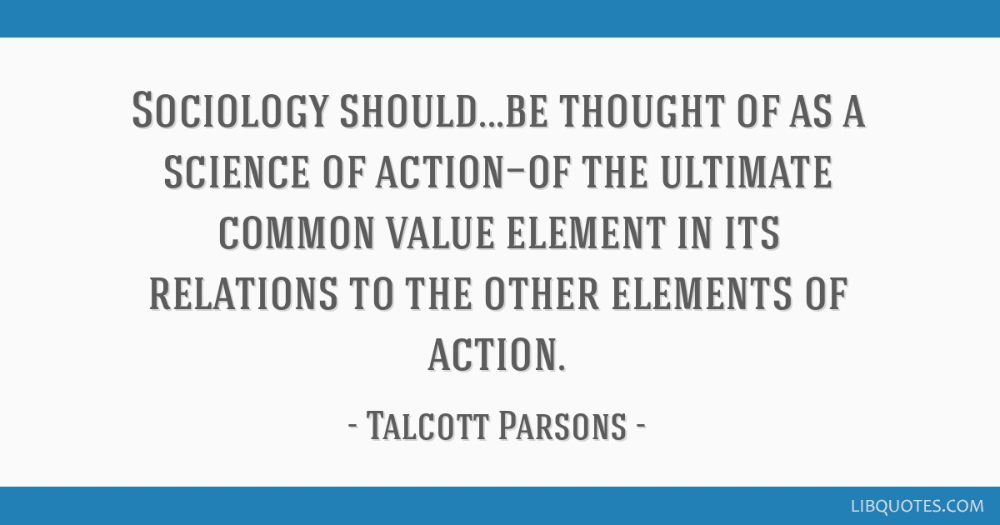 Sociology should...be thought of as a
science of action–of the ultimate
common value element in its
relations to the other elements of
action.
- Talcott Parsons -
LIBQUOTES.COM